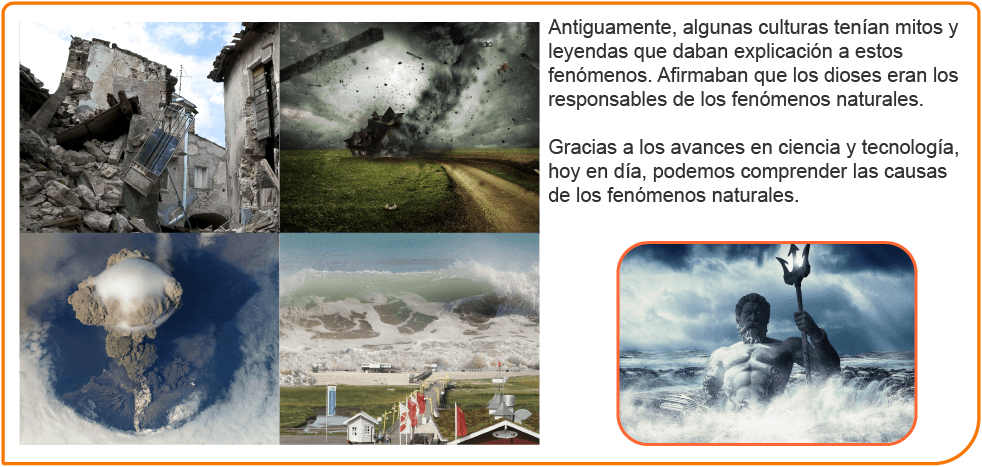 Antiguamente, algunas culturas tenían mitos y
leyendas que daban explicación a estos
fenómenos. Afirmaban que los dioses eran los
responsables de los fenómenos naturales.
Gracias a los avances en ciencia y tecnología,
hoy en día, podemos comprender las causas
de los fenómenos naturales.